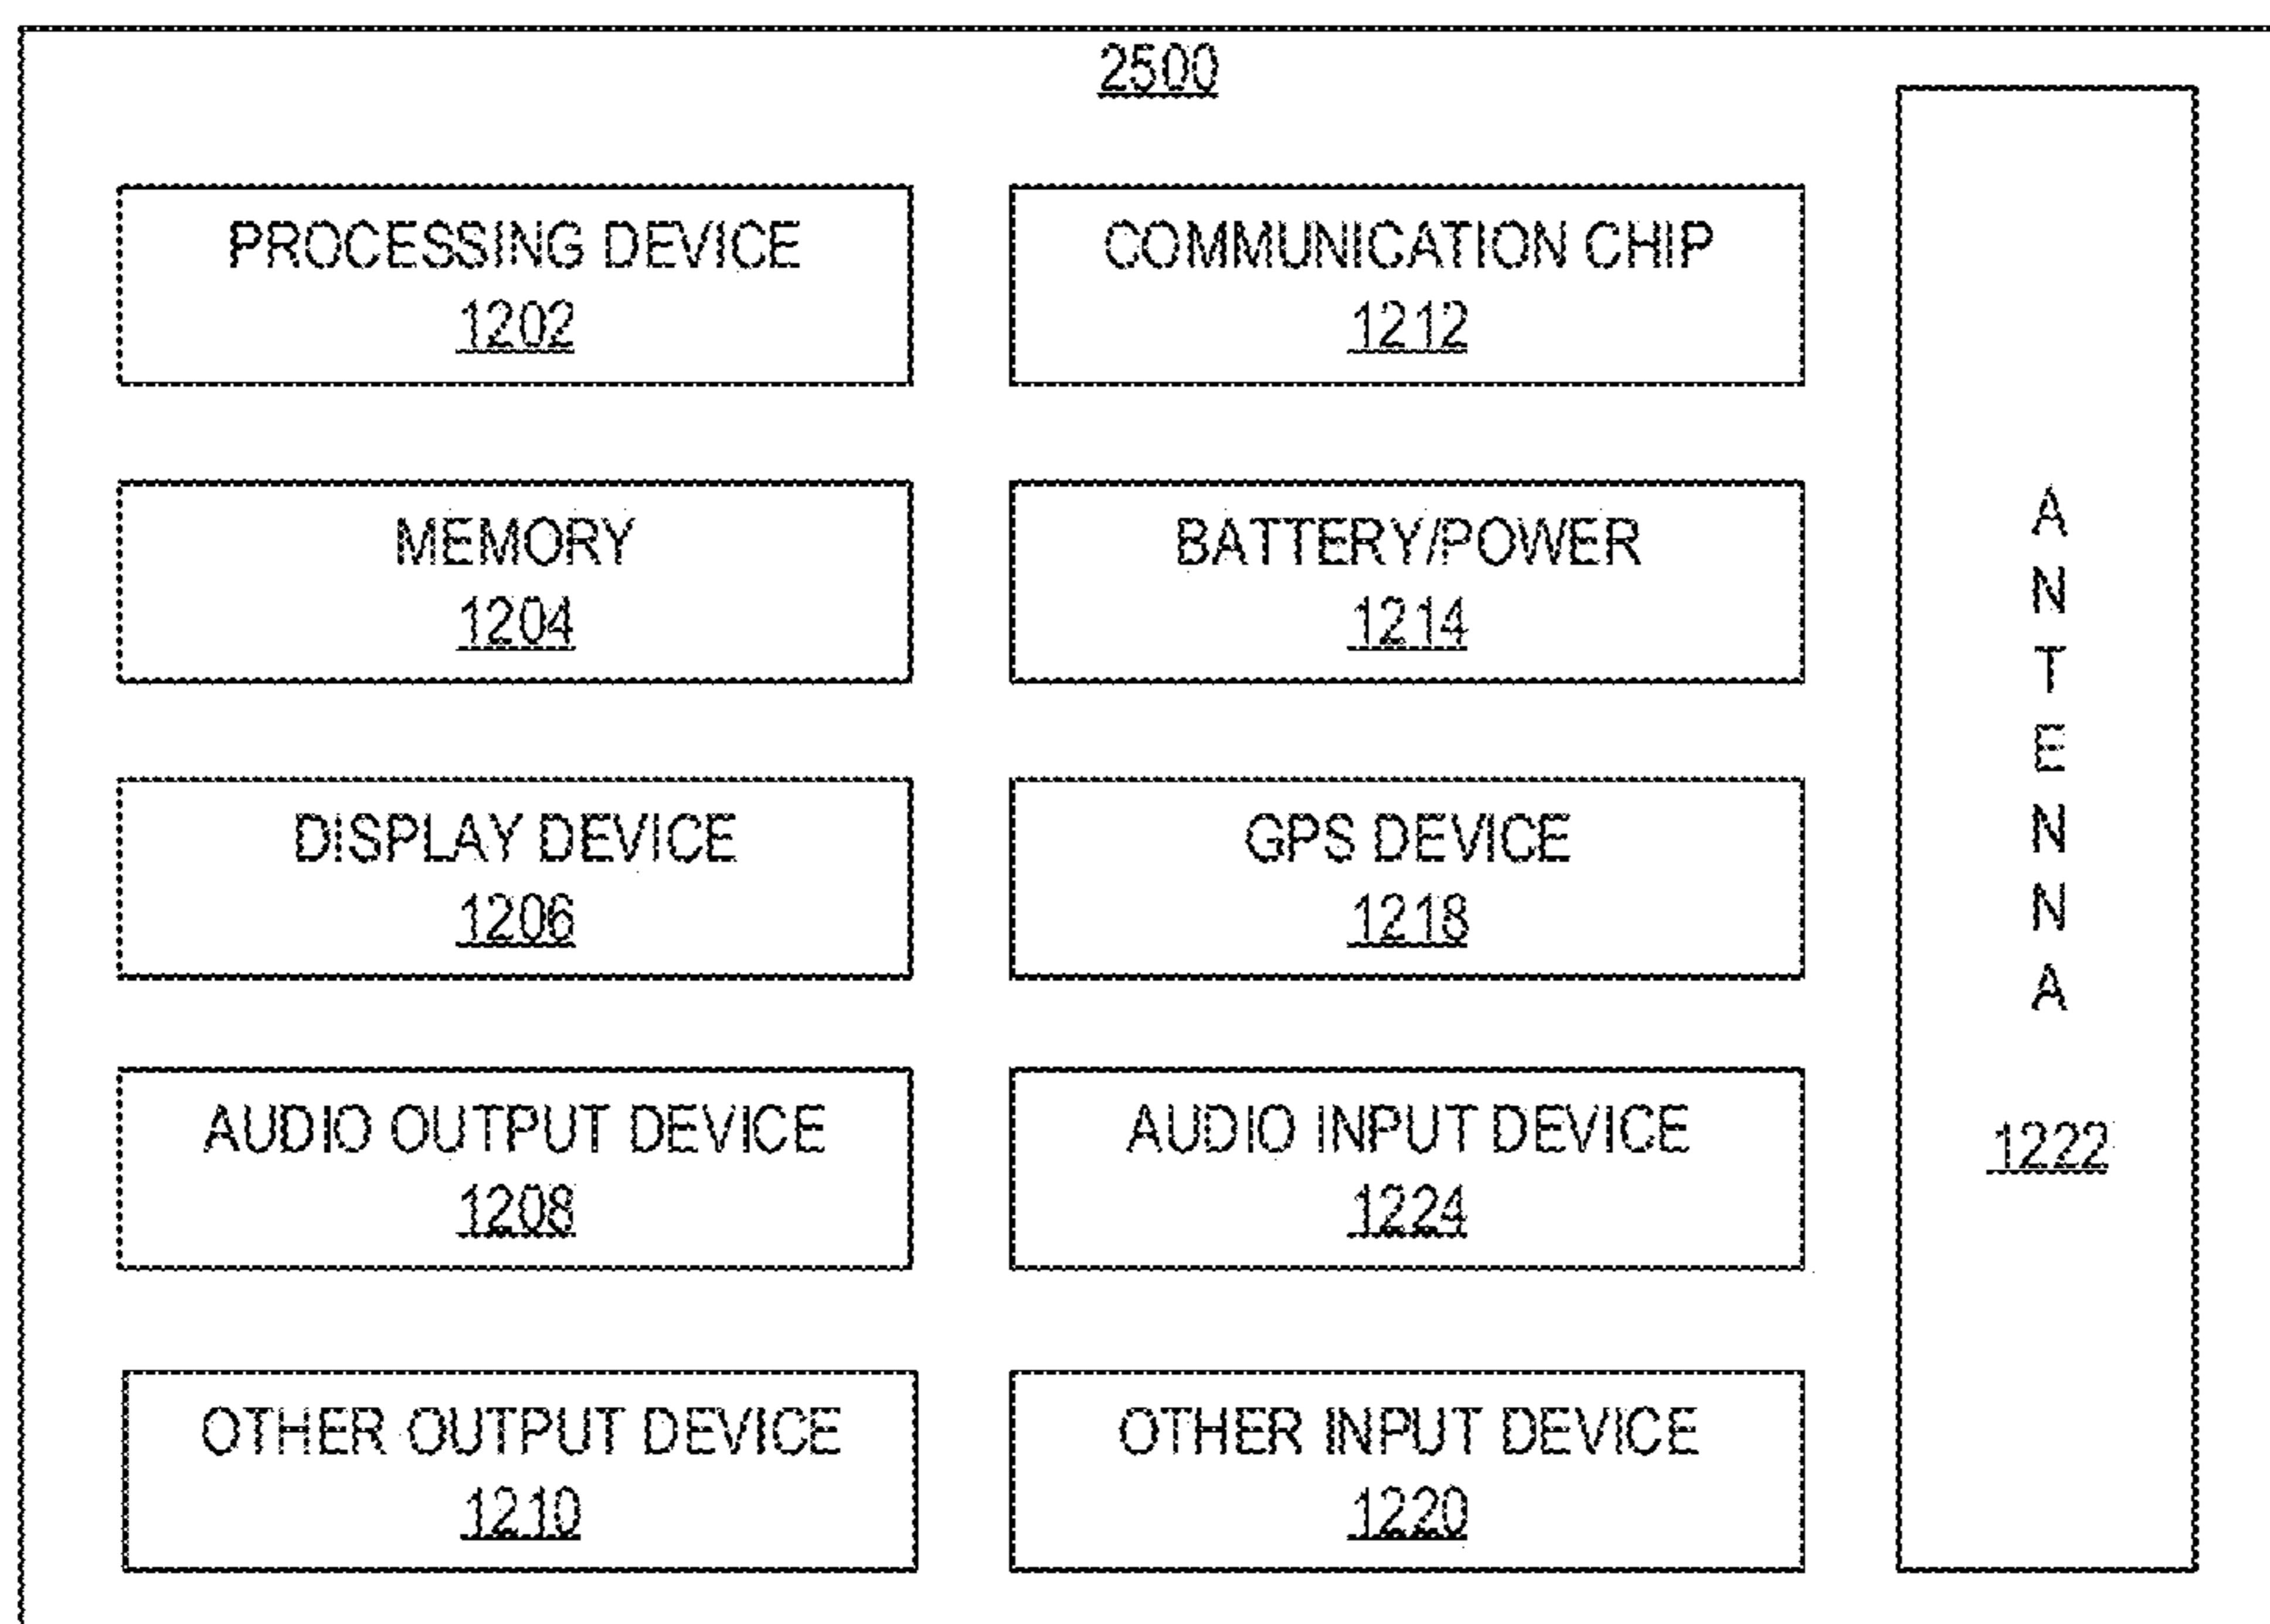 2500
PROCESSING DEVICE
1202
COMMUNICATION CHIP
1212
MEMORY
1204
BATTERY/POWER
1214
DISPLAY DEVICE
1206
GPS DEVICE
1218
AUDIO OUTPUT DEVICE
1208
AUDIO INPUT DEVICE
1224
OTHER OUTPUT DEVICE
1210
OTHER INPUT DEVICE
1220
ANTENNA
1222